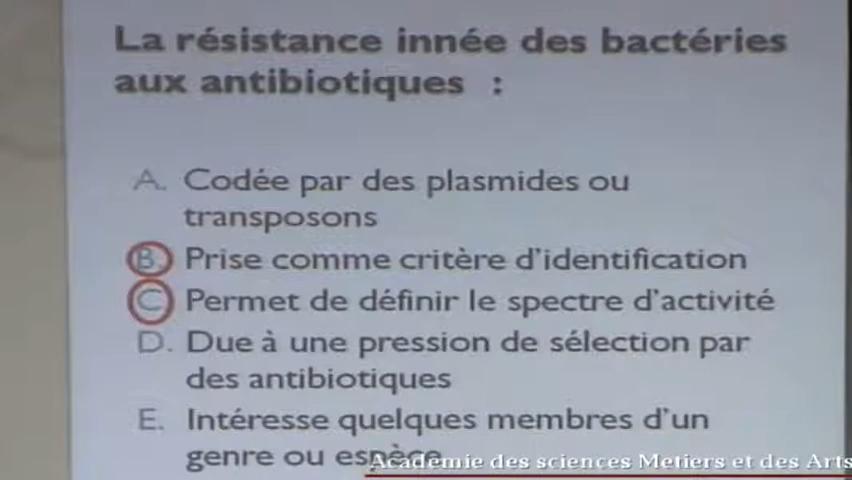 La résistance innée des bactéries
aux antibiotiques :
A. Codée par des plasmides ou
transposons
B. Prise comme critère d'identification
C Permet de définir le spectre d'activité
D. Due à une pression de sélection par
des antibiotiques
E. Intéresse quelques membres d'un
genre ou espèce
Academie des sciences Metiers et des Arts